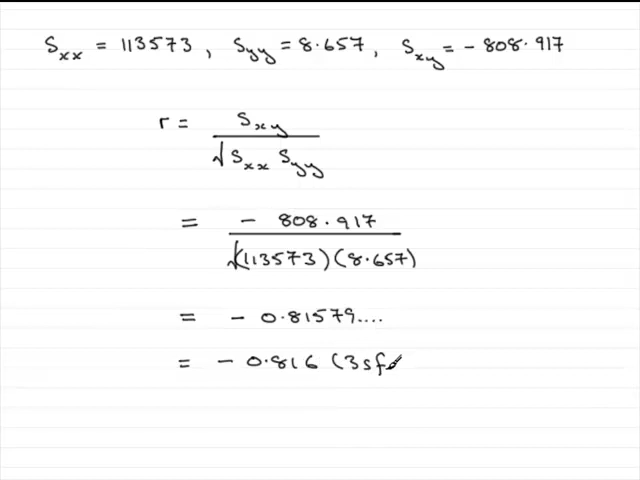 Sxx = 113573, Syy = 8.657, Sxy = - 808.917
r = Sxy
√Sxx Syy
= - 808.917
√(113573)(8.657)
= - 0.81579....
= - 0.816 (3sf